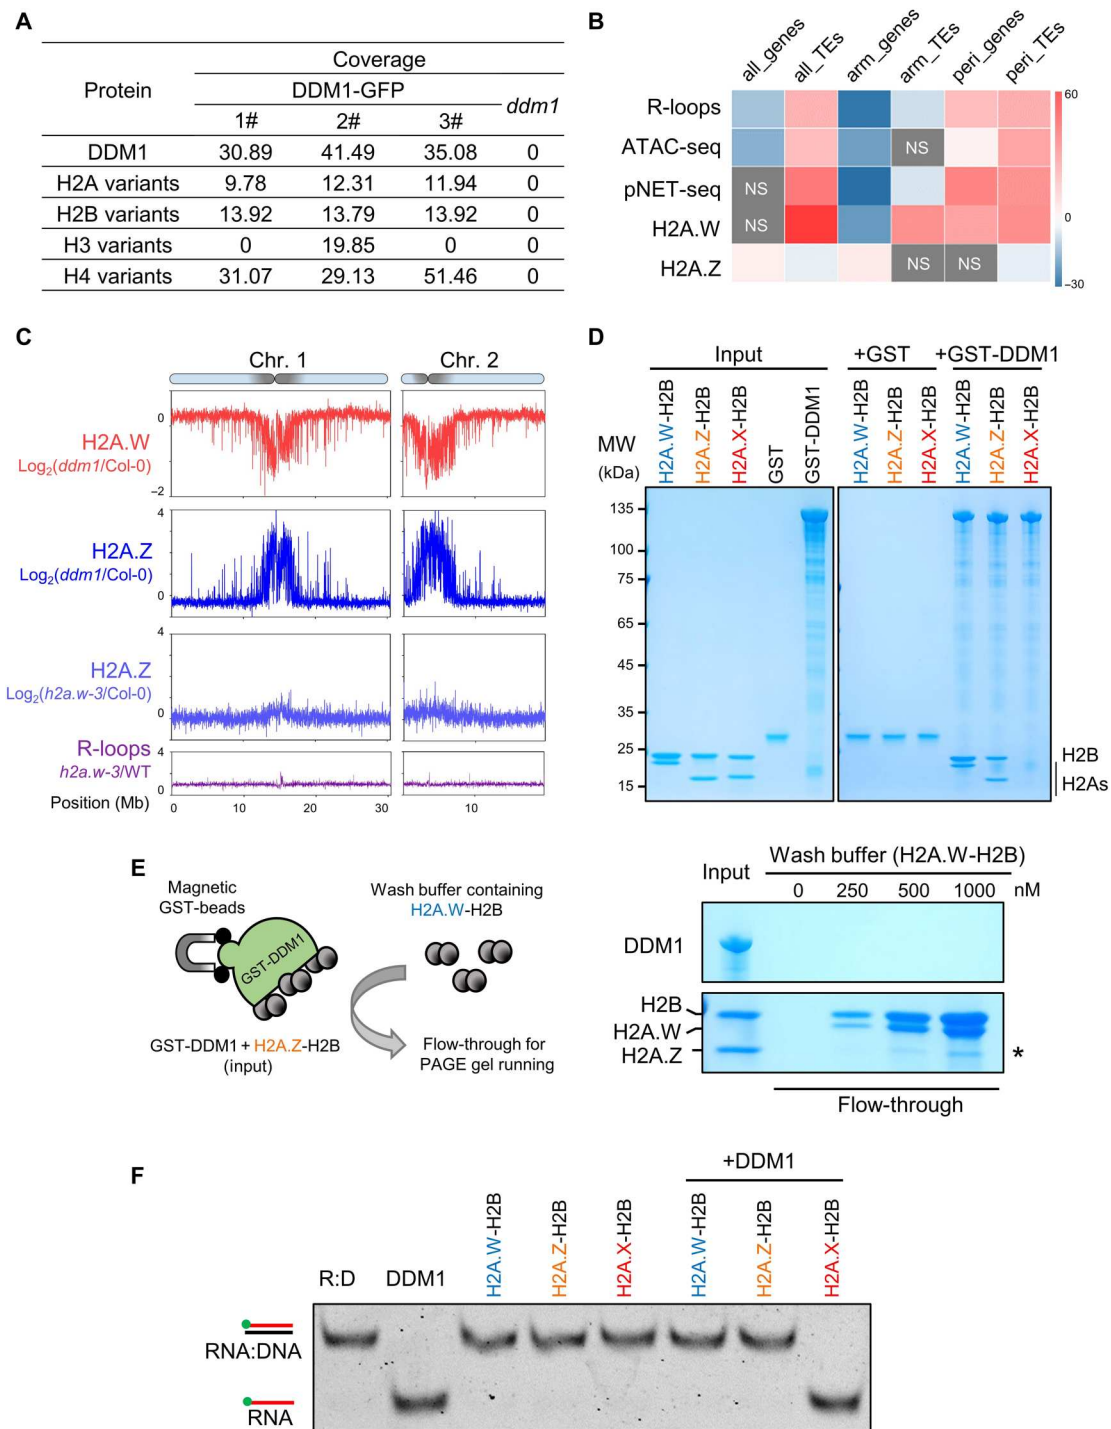 A
Protein
Coverage
DDM1-GFP
ddm1
1# 2# 3#
DDM1 30.89 41.49 35.08 0
H2A variants 9.78 12.31 11.94 0
H2B variants 13.92 13.79 13.92 0
H3 variants 0 19.85 0 0
H4 variants 31.07 29.13 51.46 0
B
all_genes all_TEs arm_genes arm_TEs peri_genes peri_TEs
R-loops
ATAC-seq NS
pNET-seq NS
H2A.W NS
H2A.Z NS NS
60
0
−30
C
Chr. 1 Chr. 2
H2A.W
Log2(ddm1/Col-0)
0
−2
H2A.Z
Log2(ddm1/Col-0)
4
0
H2A.Z
Log2(h2a.w-3/Col-0)
4
0
R-loops
h2a.w-3/WT
4
0
Position (Mb) 0 10 20 30 10
D
Input +GST +GST-DDM1
H2A.W-H2B H2A.Z-H2B H2A.X-H2B GST GST-DDM1 H2A.W-H2B H2A.Z-H2B H2A.X-H2B H2A.W-H2B H2A.Z-H2B H2A.X-H2B
MW
(kDa)
135
100
75
65
45
35
25
15
H2B
H2As
E
Magnetic
GST-beads
GST-DDM1
GST-DDM1 + H2A.Z-H2B
(input)
Wash buffer containing
H2A.W-H2B
Flow-through for
PAGE gel running
Input
Wash buffer (H2A.W-H2B)
0 250 500 1000 nM
DDM1
H2B
H2A.W
H2A.Z
*
Flow-through
F
+DDM1
R:D DDM1 H2A.W-H2B H2A.Z-H2B H2A.X-H2B H2A.W-H2B H2A.Z-H2B H2A.X-H2B
RNA:DNA
RNA